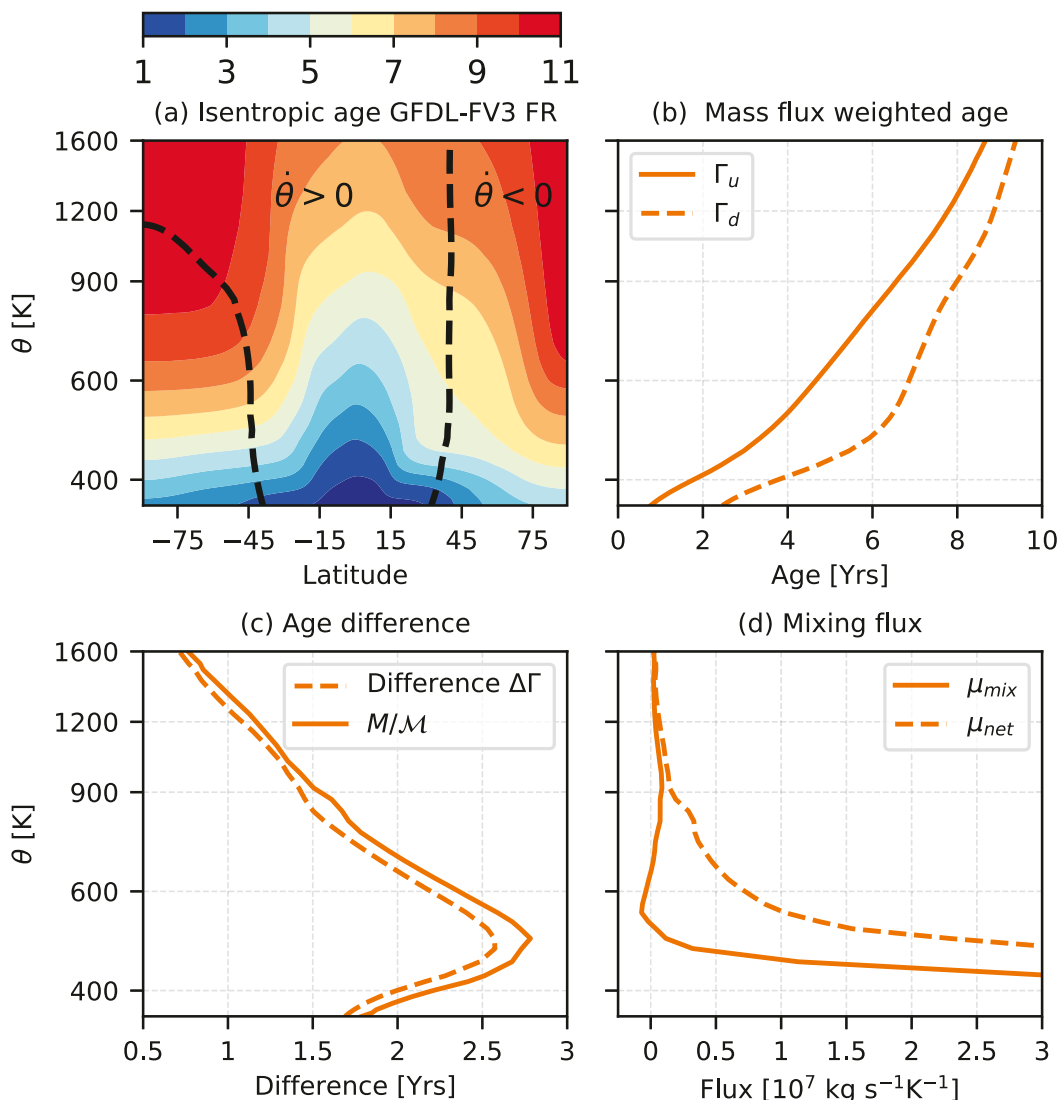 1 3 5 7 9 11
(a) Isentropic age GFDL-FV3 FR
1600
1200
900
600
400
θ [K]
θ̇ > 0
θ̇ < 0
−75 −45 −15 15 45 75
Latitude
(b) Mass flux weighted age
Γu
Γd
0 2 4 6 8 10
Age [Yrs]
(c) Age difference
1600
1200
900
600
400
θ [K]
Difference ΔΓ
M/ℳ
0.5 1 1.5 2 2.5 3
Difference [Yrs]
(d) Mixing flux
μmix
μnet
0 0.5 1 1.5 2 2.5 3
Flux [10⁷ kg s⁻¹K⁻¹]